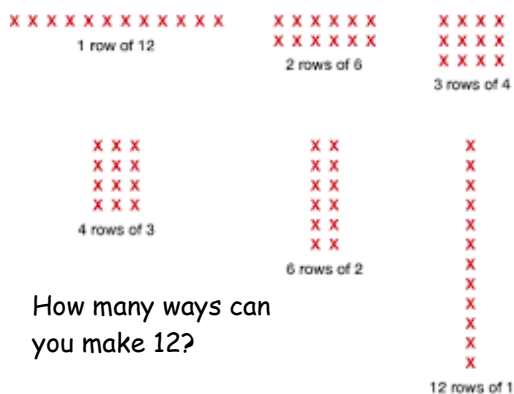 X X X X X X X X X X X X
1 row of 12
X X X X X X
X X X X X X
2 rows of 6
X X X X
X X X X
X X X X
3 rows of 4
X X X
X X X
X X X
X X X
4 rows of 3
X X
X X
X X
X X
X X
X X
6 rows of 2
X
X
X
X
X
X
X
X
X
X
X
X
12 rows of 1
How many ways can
you make 12?